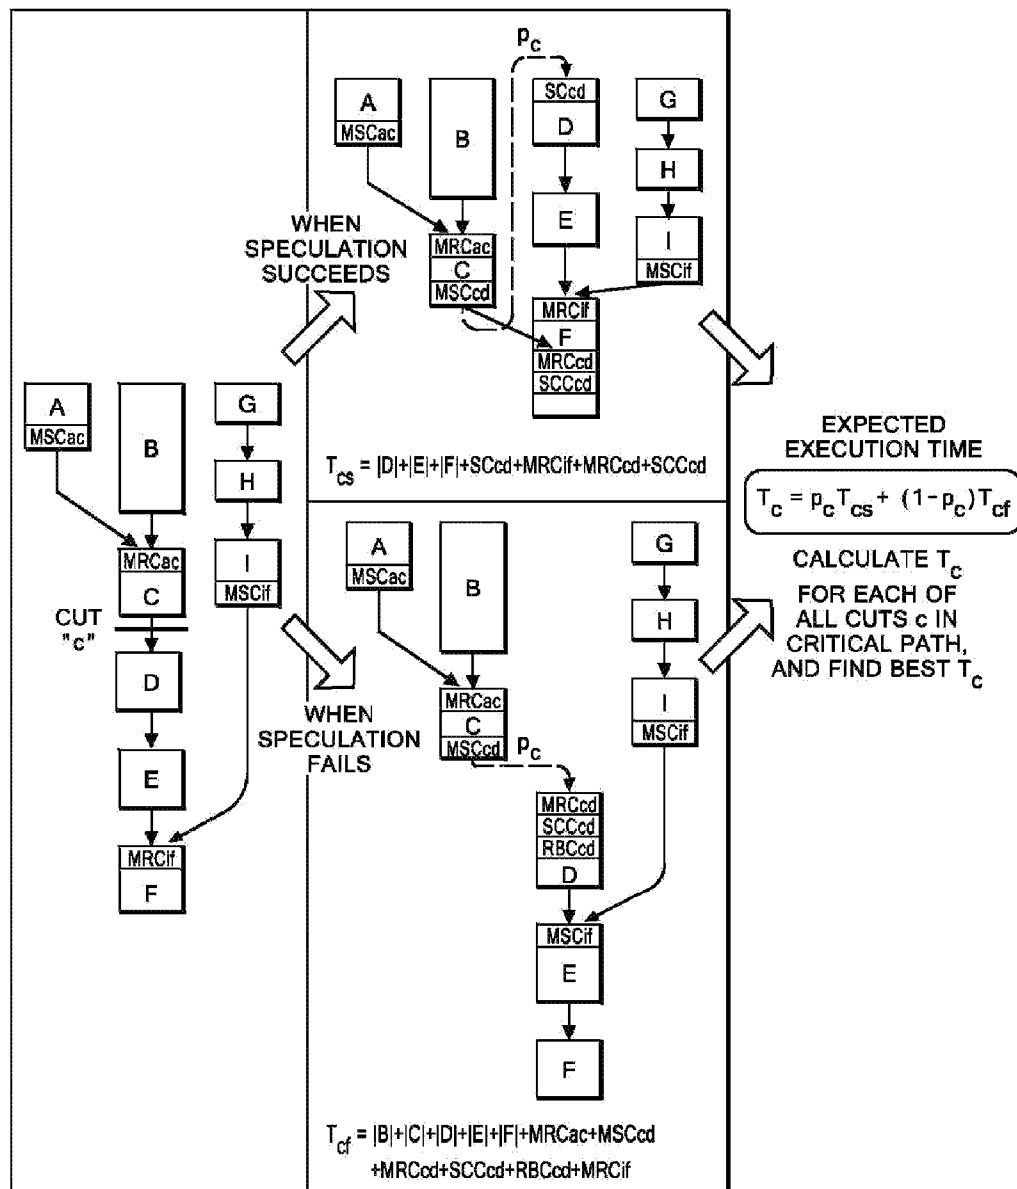 p_c
A
MSCac
B
SCcd
D
E
G
H
I
MSCif
WHEN
SPECULATION
SUCCEEDS
MRCac
C
MSCcd
MRCif
F
MRCcd
SCCcd
T_cs = |D|+|E|+|F|+SCcd+MRCif+MRCcd+SCCcd
A
MSCac
B
G
H
I
MSCif
MRCac
C
CUT
"c"
D
E
MRCif
F
WHEN
SPECULATION
FAILS
A
MSCac
B
G
H
I
MSCif
MRCac
C
MSCcd
p_c
MRCcd
SCCcd
RBCcd
D
MSCif
E
F
T_cf = |B|+|C|+|D|+|E|+|F|+MRCac+MSCcd
+MRCcd+SCCcd+RBCcd+MRCif
EXPECTED
EXECUTION TIME
T_c = p_c T_cs + (1-p_c)T_cf
CALCULATE T_c
FOR EACH OF
ALL CUTS c IN
CRITICAL PATH,
AND FIND BEST T_c